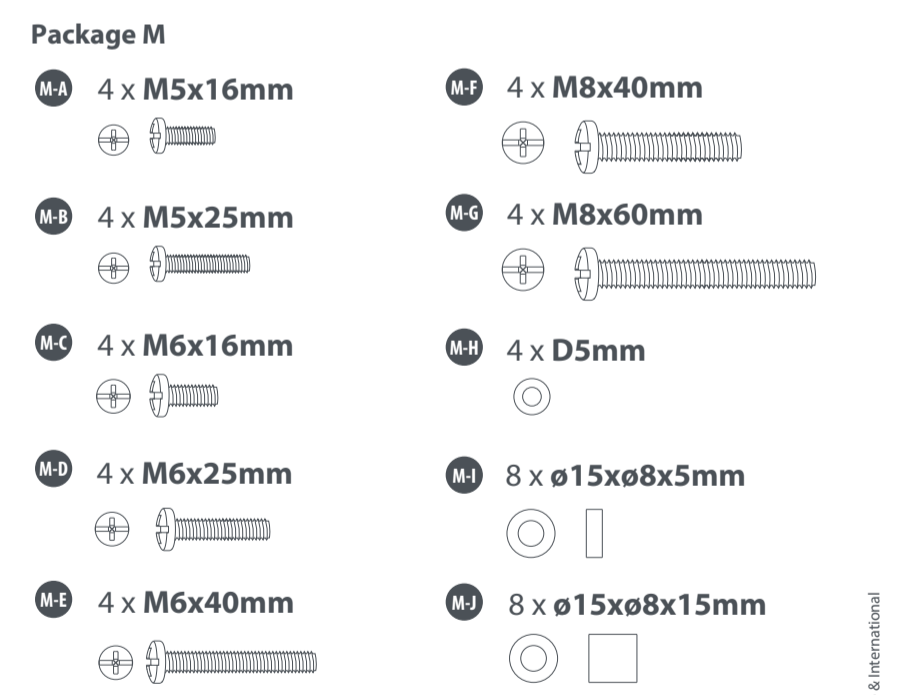 Package M
M-A 4 x M5x16mm
M-B 4 x M5x25mm
M-C 4 x M6x16mm
M-D 4 x M6x25mm
M-E 4 x M6x40mm
M-F 4 x M8x40mm
M-G 4 x M8x60mm
M-H 4 x D5mm
M-I 8 x ø15xø8x5mm
M-J 8 x ø15xø8x15mm
& International